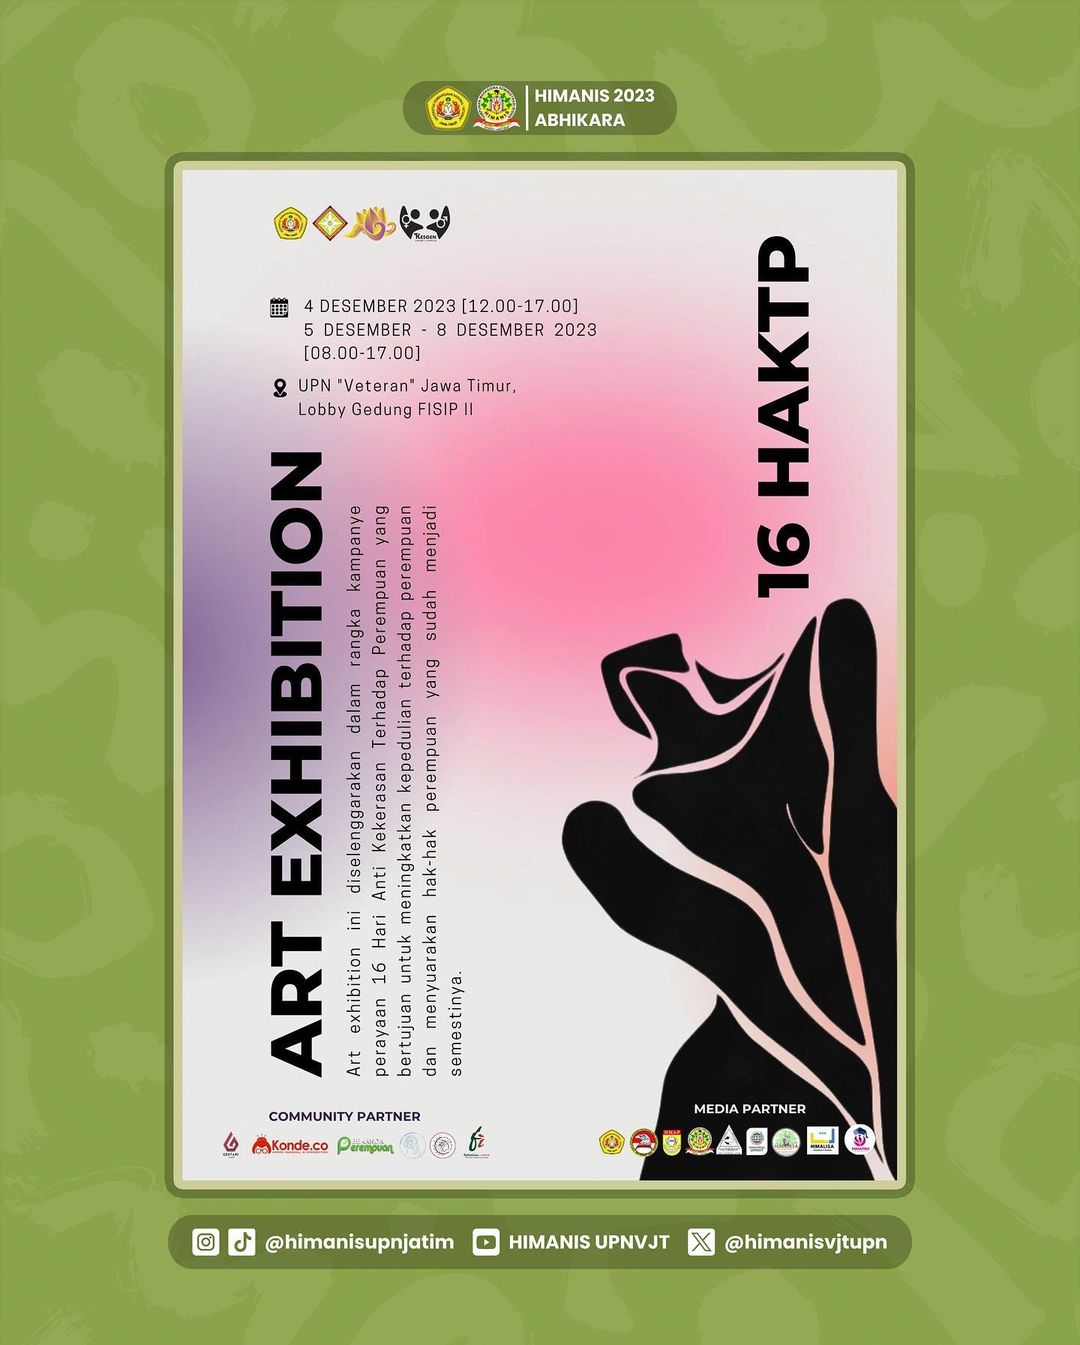 HIMANIS 2023
ABHIKARA
KESGEN
4 DESEMBER 2023 [12.00-17.00]
5 DESEMBER - 8 DESEMBER 2023
[08.00-17.00]
UPN "Veteran" Jawa Timur,
Lobby Gedung FISIP II
16 HAKTP
ART EXHIBITION
Art exhibition ini diselenggarakan dalam rangka kampanye
perayaan 16 Hari Anti Kekerasan Terhadap Perempuan yang
bertujuan untuk meningkatkan kepedulian terhadap perempuan
dan menyuarakan hak-hak perempuan yang sudah menjadi
semestinya.
COMMUNITY PARTNER
Konde.co
Perempuan
MEDIA PARTNER
HIMALISA
@himanisupnjatim
HIMANIS UPNVJT
@himanisvjtupn